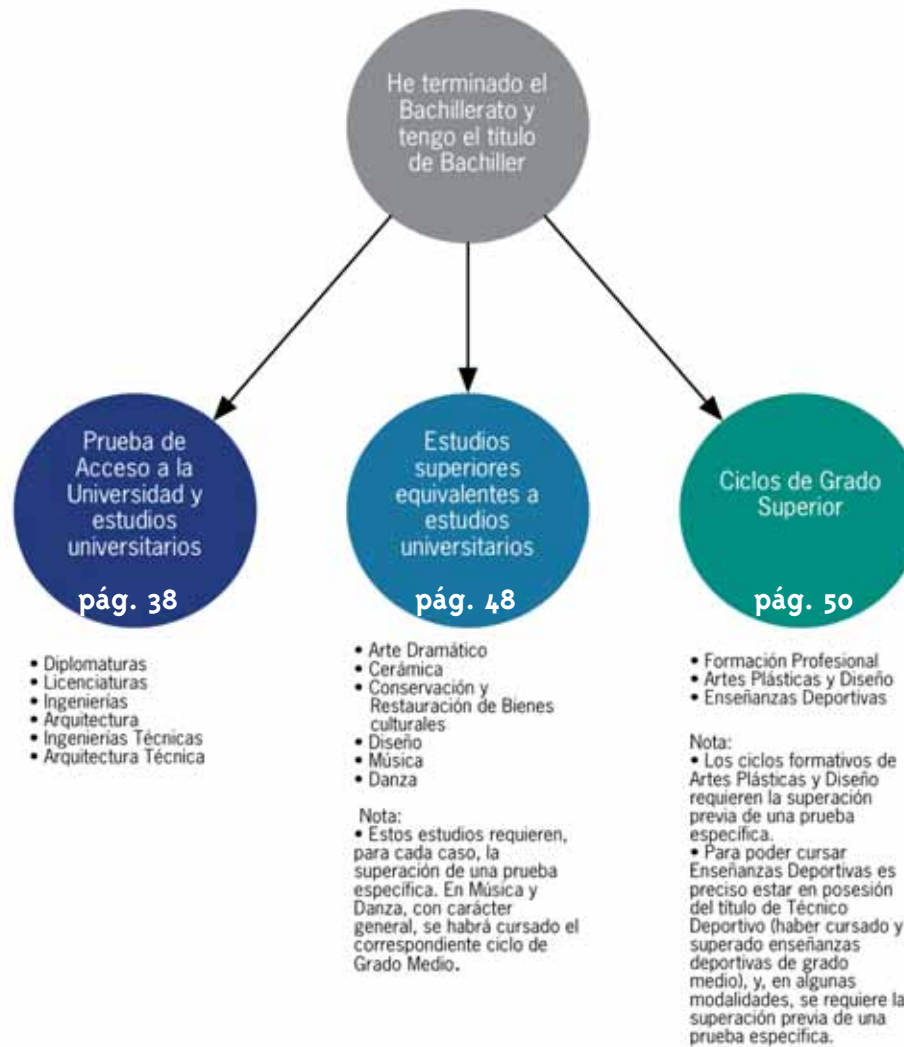 He terminado el
Bachillerato y
tengo el título
de Bachiller
Prueba de
Acceso a la
Universidad y
estudios
universitarios
pág. 38
• Diplomaturas
• Licenciaturas
• Ingenierías
• Arquitectura
• Ingenierías Técnicas
• Arquitectura Técnica
Estudios
superiores
equivalentes a
estudios
universitarios
pág. 48
• Arte Dramático
• Cerámica
• Conservación y
Restauración de Bienes
culturales
• Diseño
• Música
• Danza
Nota:
• Estos estudios requieren,
para cada caso, la
superación de una prueba
específica. En Música y
Danza, con carácter
general, se habrá cursado el
correspondiente ciclo de
Grado Medio.
Ciclos de Grado
Superior
pág. 50
• Formación Profesional
• Artes Plásticas y Diseño
• Enseñanzas Deportivas
Nota:
• Los ciclos formativos de
Artes Plásticas y Diseño
requieren la superación
previa de una prueba
específica.
• Para poder cursar
Enseñanzas Deportivas es
preciso estar en posesión
del título de Técnico
Deportivo (haber cursado y
superado enseñanzas
deportivas de grado
medio), y, en algunas
modalidades, se requiere la
superación previa de una
prueba específica.